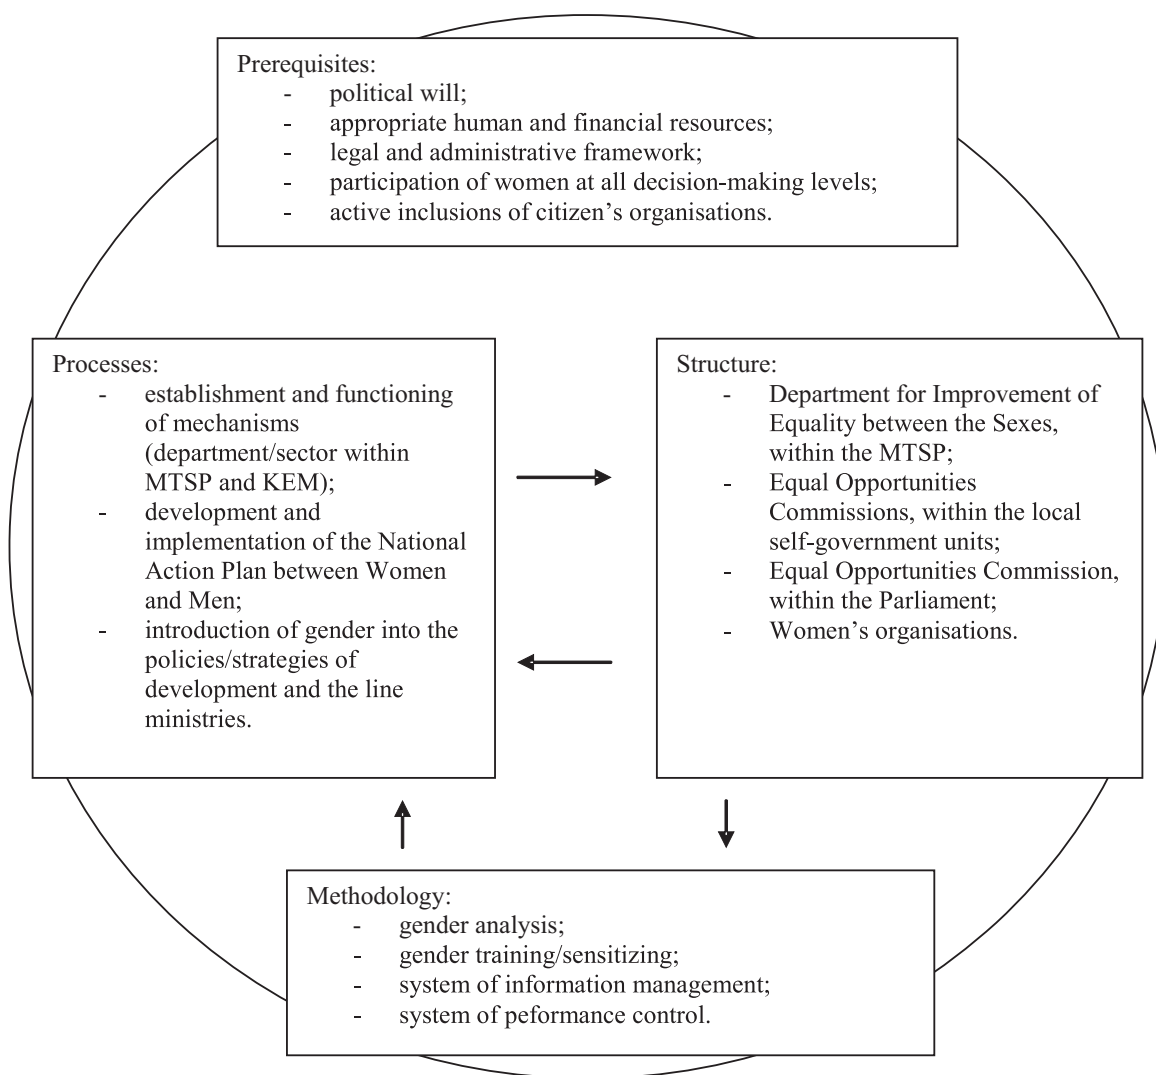 Prerequisites:
- political will;
- appropriate human and financial resources;
- legal and administrative framework;
- participation of women at all decision-making levels;
- active inclusions of citizen’s organisations.
Processes:
- establishment and functioning
of mechanisms
(department/sector within
MTSP and KEM);
- development and
implementation of the National
Action Plan between Women
and Men;
- introduction of gender into the
policies/strategies of
development and the line
ministries.
Structure:
- Department for Improvement of
Equality between the Sexes,
within the MTSP;
- Equal Opportunities
Commissions, within the local
self-government units;
- Equal Opportunities Commission,
within the Parliament;
- Women’s organisations.
Methodology:
- gender analysis;
- gender training/sensitizing;
- system of information management;
- system of peformance control.